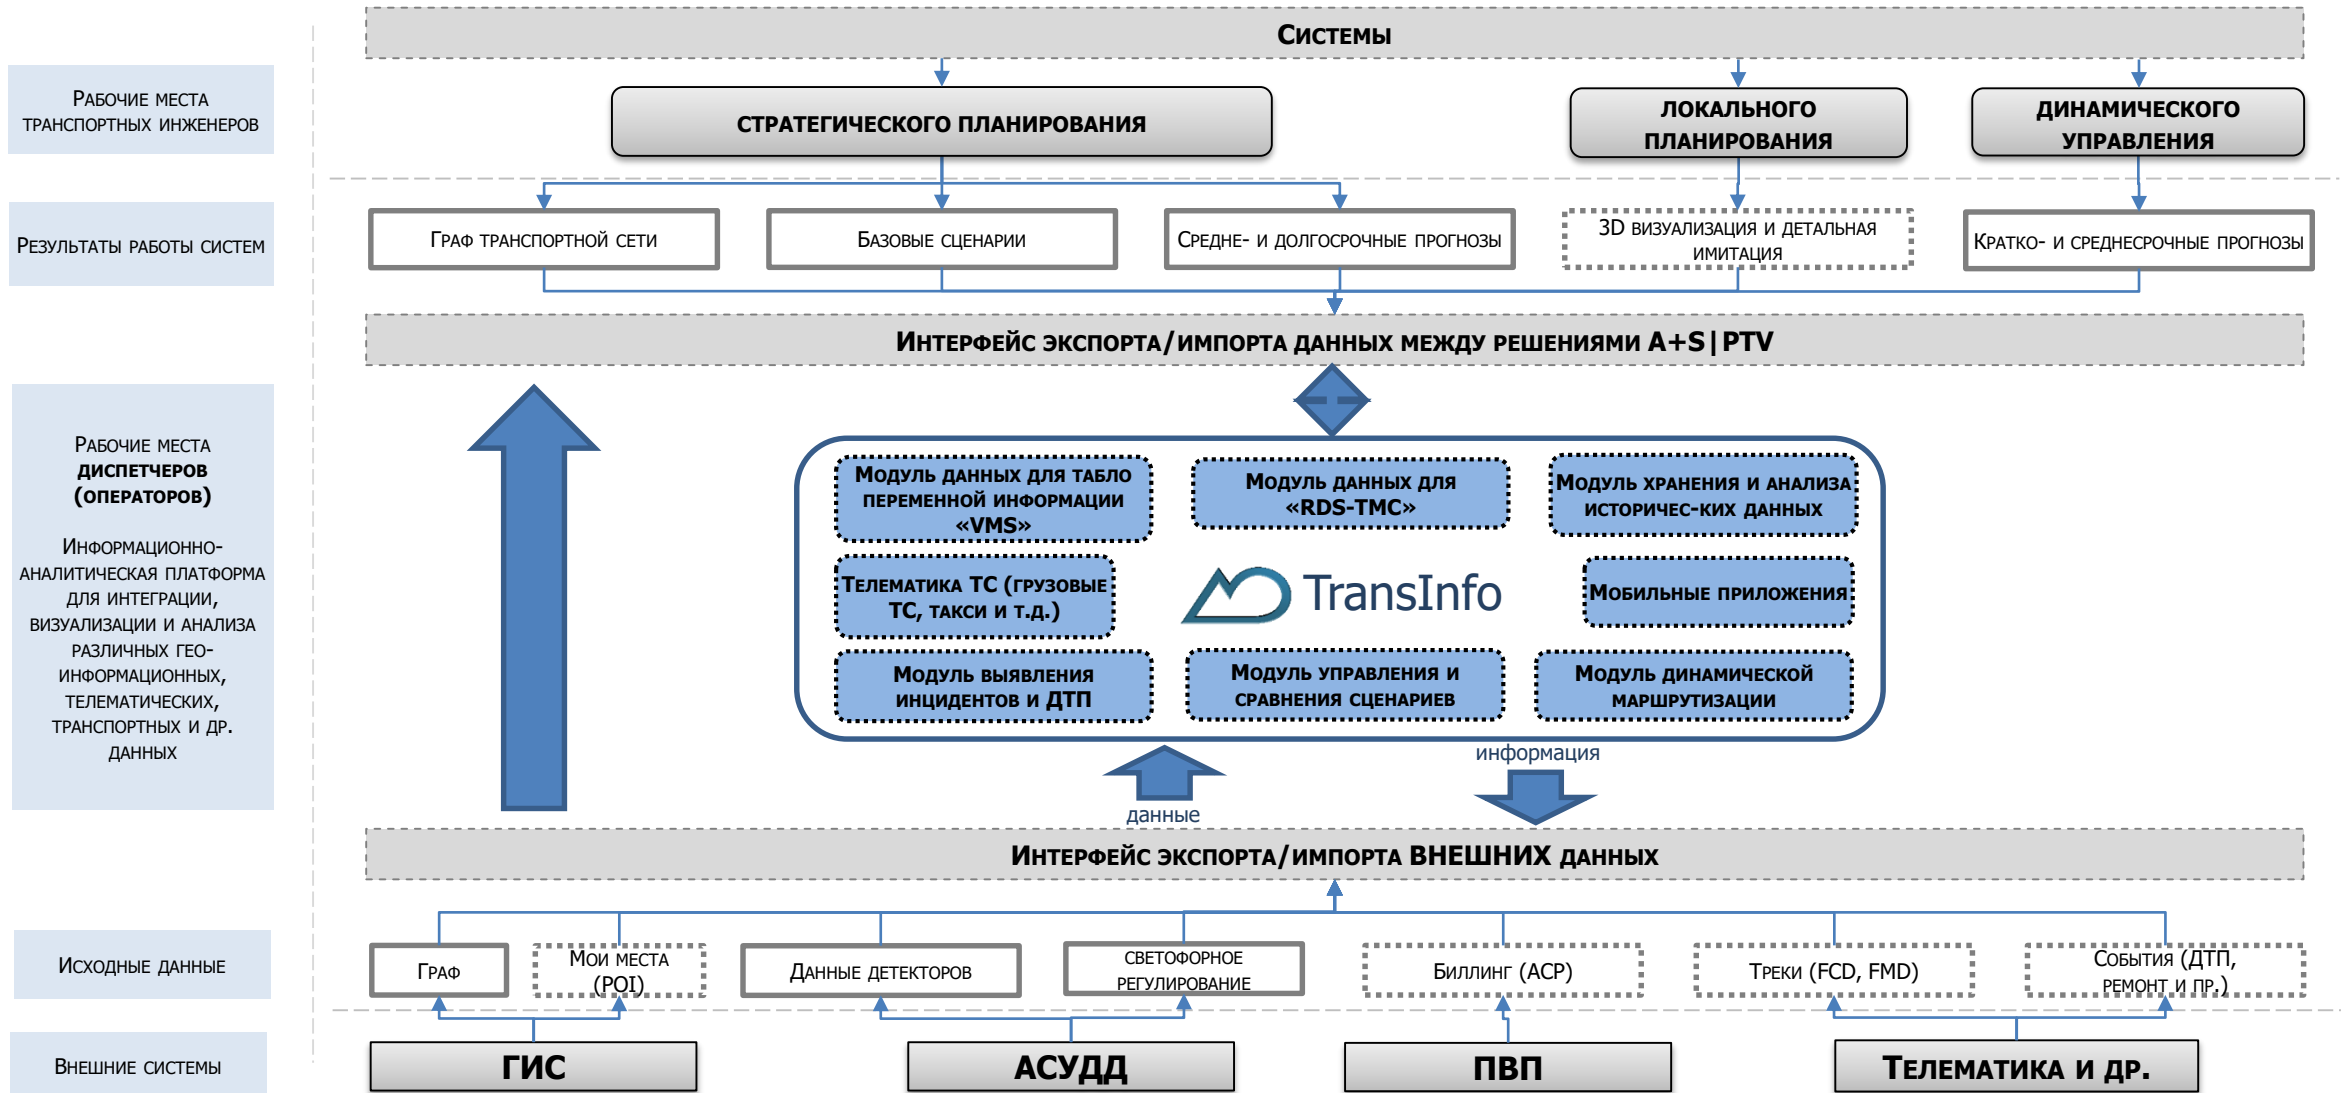 Системы
Рабочие места
транспортных инженеров
СТРАТЕГИЧЕСКОГО ПЛАНИРОВАНИЯ
ЛОКАЛЬНОГО
ПЛАНИРОВАНИЯ
ДИНАМИЧЕСКОГО
УПРАВЛЕНИЯ
Результаты работы систем
Граф транспортной сети
Базовые сценарии
Средне- и долгосрочные прогнозы
3D визуализация и детальная
имитация
Кратко- и среднесрочные прогнозы
Интерфейс экспорта/импорта данных между решениями A+S|PTV
Рабочие места
диспетчеров
(операторов)
Информационно-
аналитическая платформа
для интеграции,
визуализации и анализа
различных гео-
информационных,
телематических,
транспортных и др.
данных
Модуль данных для табло
переменной информации
«VMS»
Модуль данных для
«RDS-TMC»
Модуль хранения и анализа
историчес-ких данных
Телематика ТС (грузовые
ТС, такси и т.д.)
TransInfo
Мобильные приложения
Модуль выявления
инцидентов и ДТП
Модуль управления и
сравнения сценариев
Модуль динамической
маршрутизации
информация
данные
Интерфейс экспорта/импорта ВНЕШНИХ данных
Исходные данные
Граф
Мои места
(POI)
Данные детекторов
светофорное
регулирование
Биллинг (ACP)
Треки (FCD, FMD)
События (ДТП,
ремонт и пр.)
Внешние системы
ГИС
АСУДД
ПВП
Телематика и др.